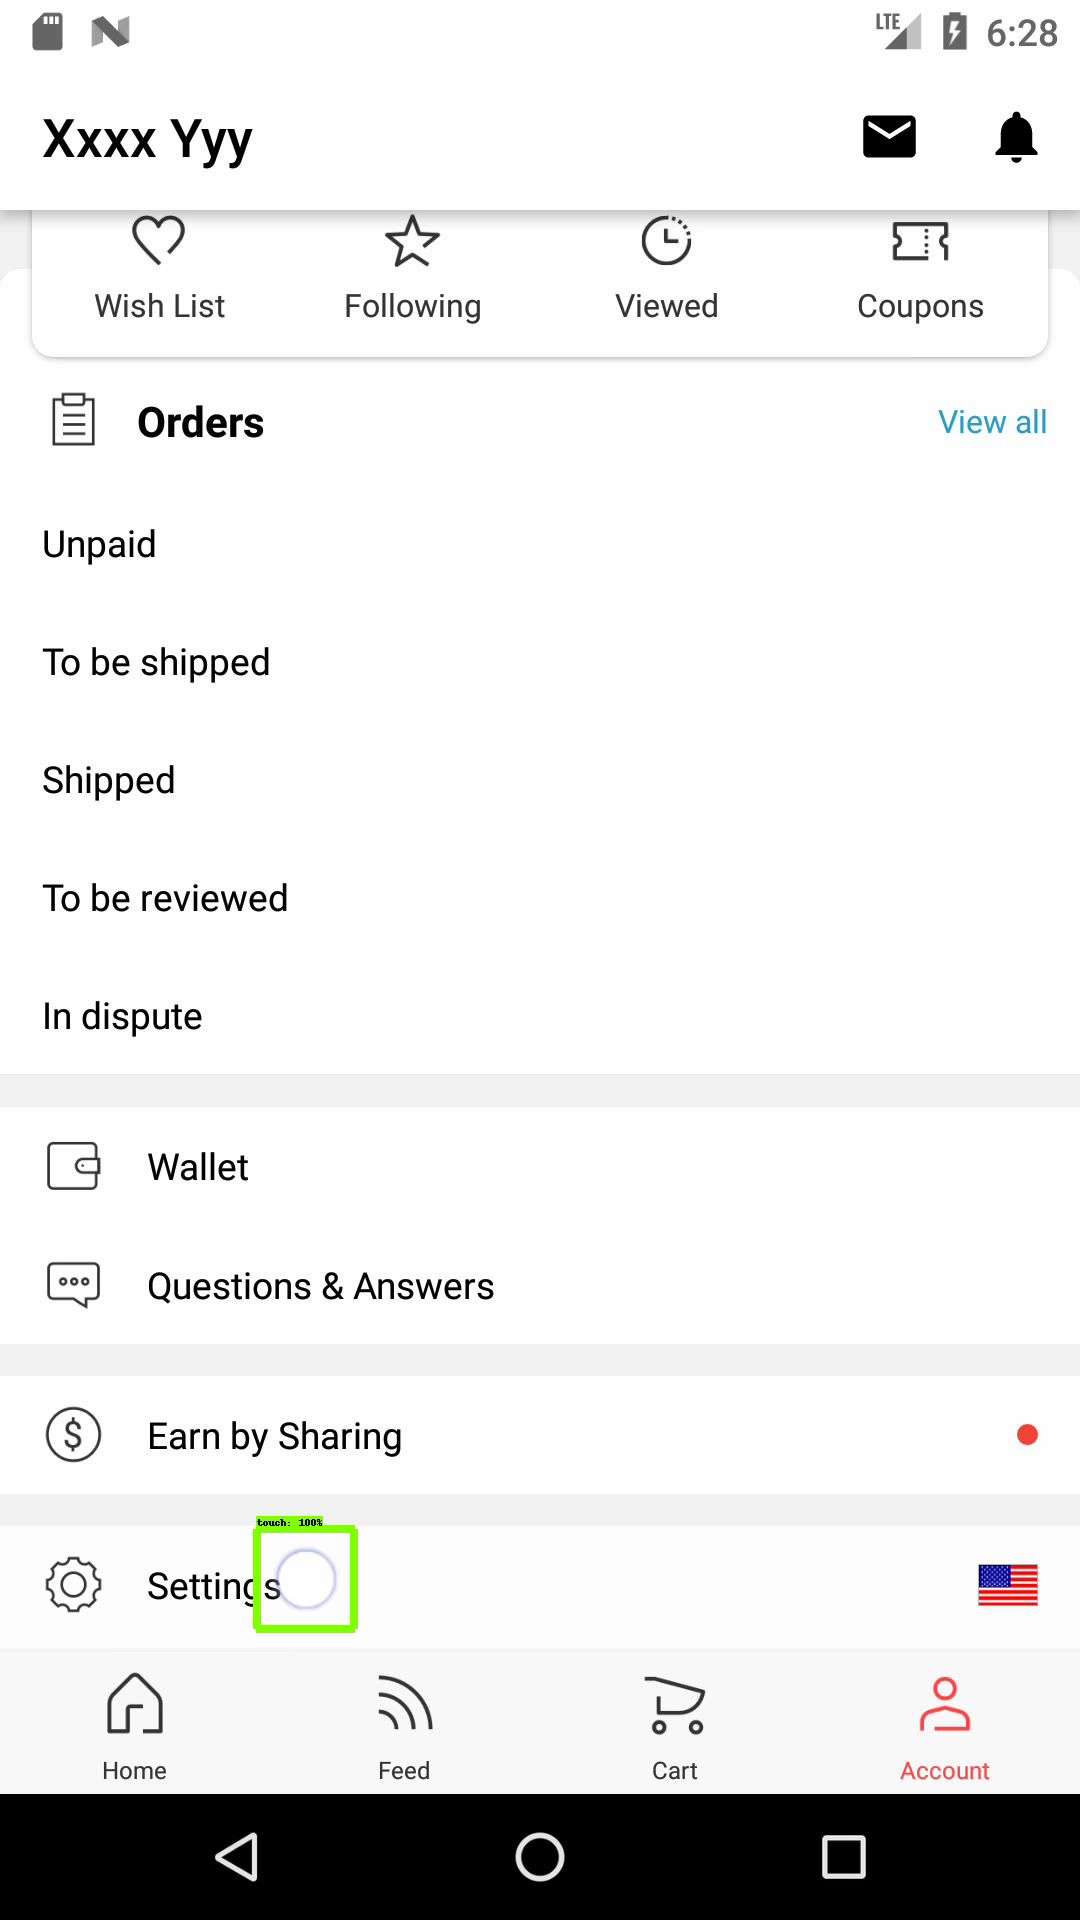 LTE 6:28
Xxxx Yyy
Wish List Following Viewed Coupons
Orders View all
Unpaid
To be shipped
Shipped
To be reviewed
In dispute
Wallet
Questions & Answers
$ Earn by Sharing
touch: 100%
Settings
Home Feed Cart Account